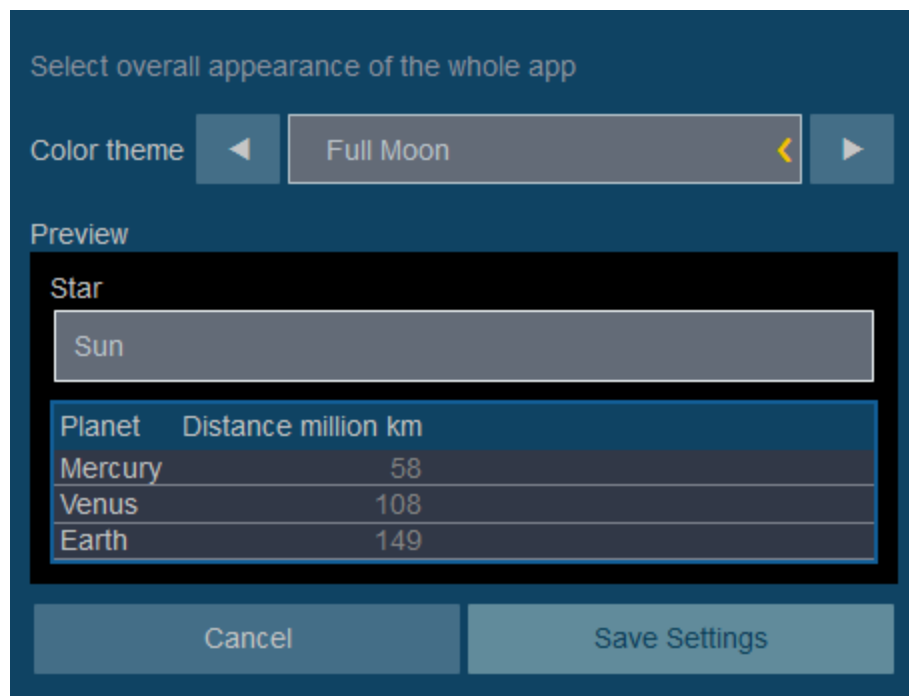 Select overall appearance of the whole app
Color theme ◄ Full Moon ‹ ►
Preview
Star
Sun
Planet Distance million km
Mercury 58
Venus 108
Earth 149
Cancel Save Settings